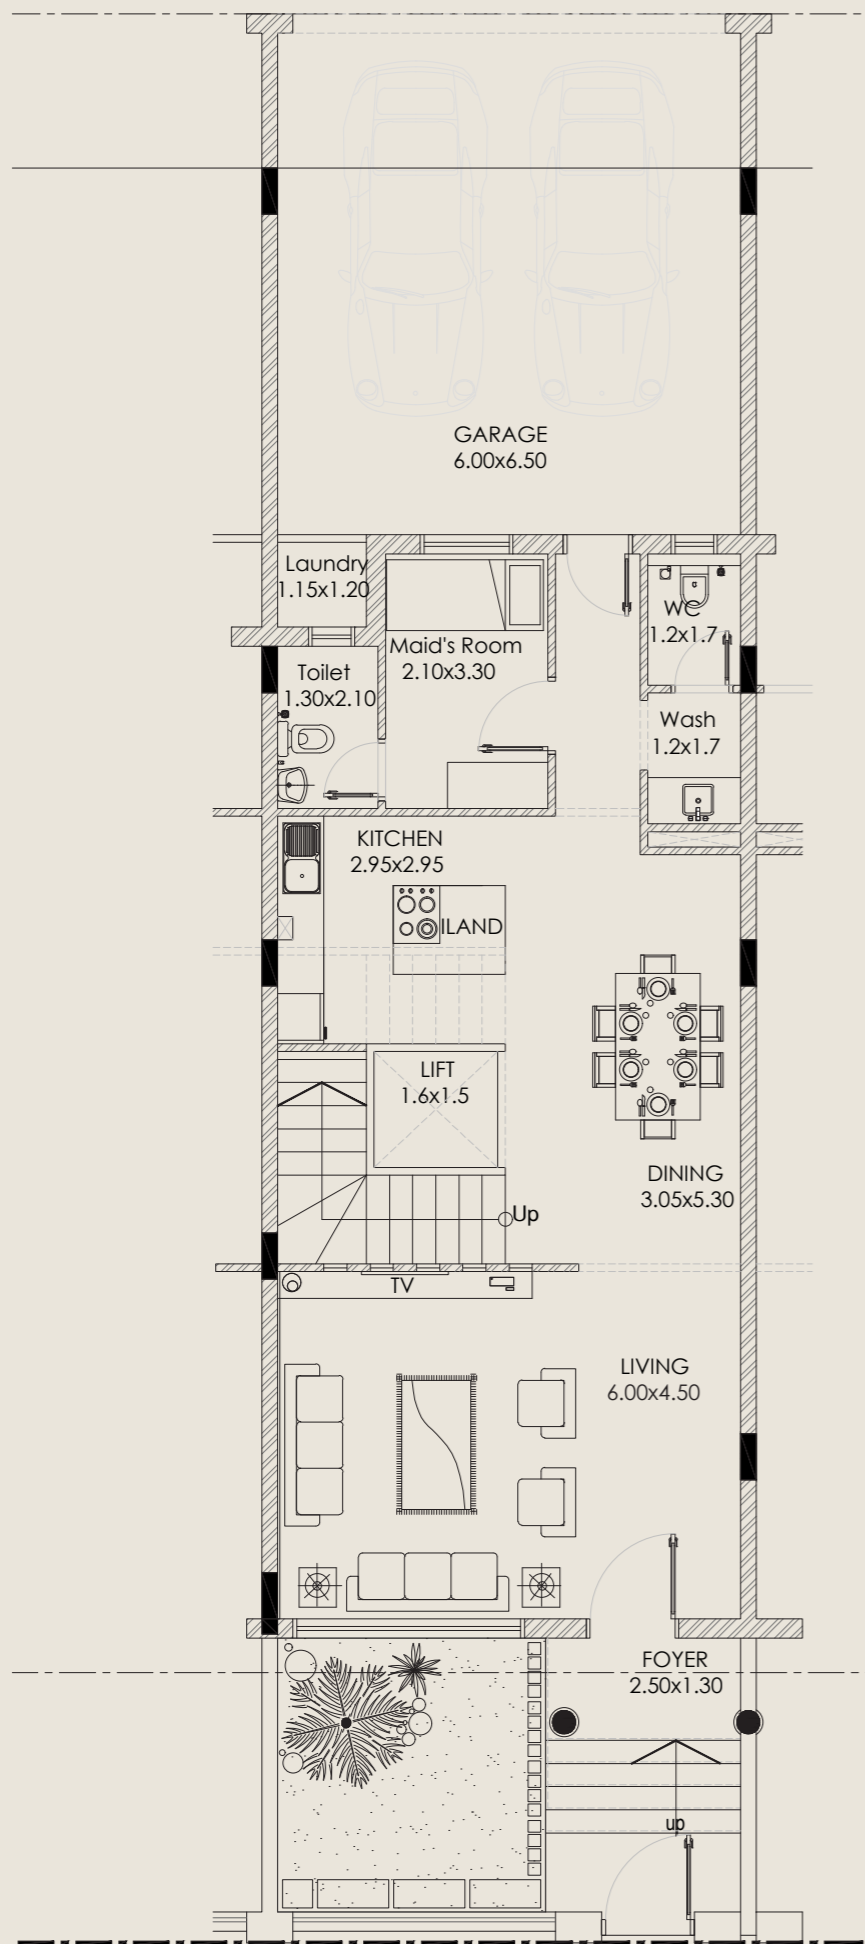 GARAGE
6.00x6.50
Laundry
1.15x1.20
WC
1.2x1.7
Maid's Room
2.10x3.30
Toilet
1.30x2.10
Wash
1.2x1.7
KITCHEN
2.95x2.95
ILAND
LIFT
1.6x1.5
DINING
3.05x5.30
Up
TV
LIVING
6.00x4.50
FOYER
2.50x1.30
up